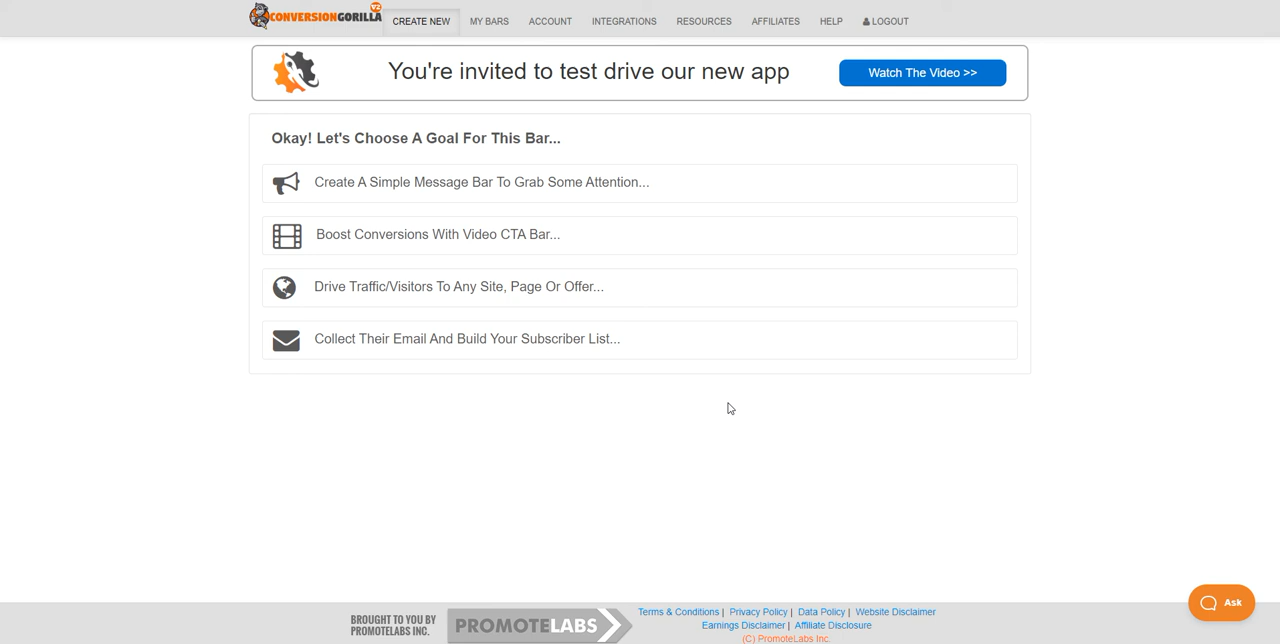 CONVERSIONGORILLA V2
CREATE NEW MY BARS ACCOUNT INTEGRATIONS RESOURCES AFFILIATES HELP LOGOUT
You're invited to test drive our new app
Watch The Video >>
Okay! Let's Choose A Goal For This Bar...
Create A Simple Message Bar To Grab Some Attention...
Boost Conversions With Video CTA Bar...
Drive Traffic/Visitors To Any Site, Page Or Offer...
Collect Their Email And Build Your Subscriber List...
Ask
BROUGHT TO YOU BY
PROMOTELABS INC.
PROMOTELABS
Terms & Conditions | Privacy Policy | Data Policy | Website Disclaimer
Earnings Disclaimer | Affiliate Disclosure
(C) PromoteLabs Inc.